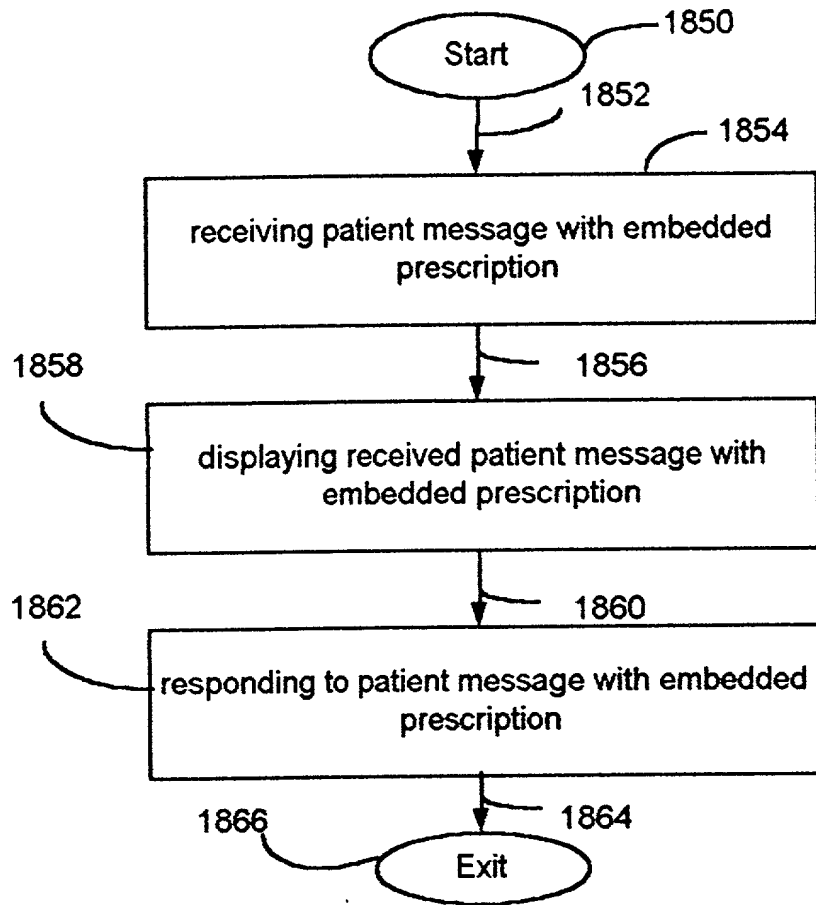 1850
Start
1852
1854
receiving patient message with embedded
prescription
1856
1858
displaying received patient message with
embedded prescription
1860
1862
responding to patient message with embedded
prescription
1864
1866
Exit